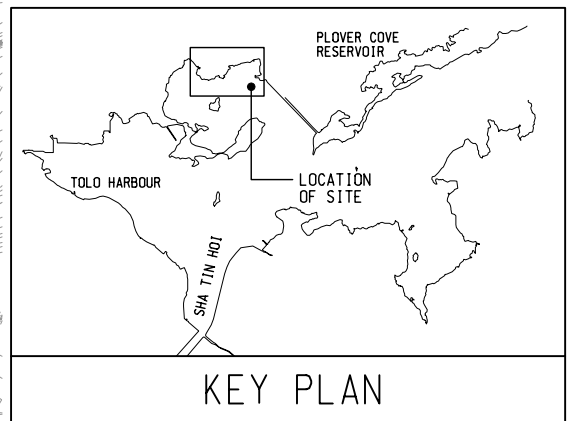 PLOVER COVE
RESERVOIR
TOLO HARBOUR
LOCATION
OF SITE
SHA TIN HOI
KEY PLAN